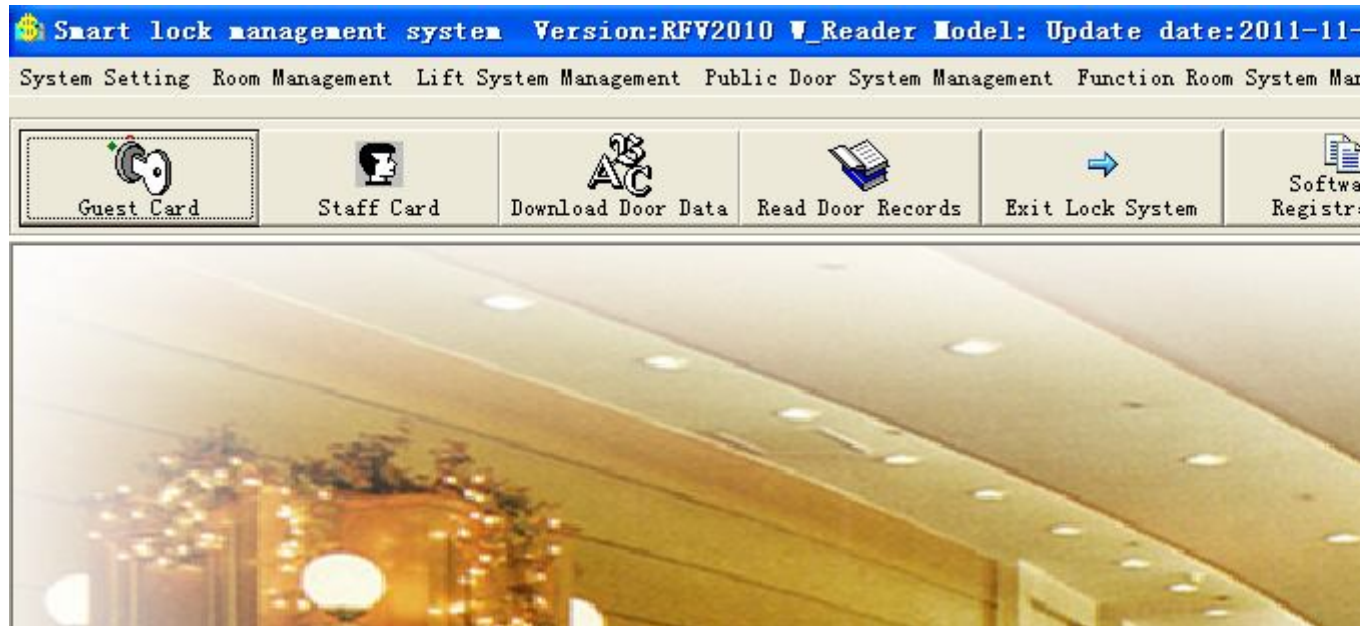 Smart lock management system Version:RFV2010 V_Reader Model: Update date:2011-11-
System Setting Room Management Lift System Management Public Door System Management Function Room System Man
Guest Card
Staff Card
Download Door Data
Read Door Records
Exit Lock System
Softwa
Registra